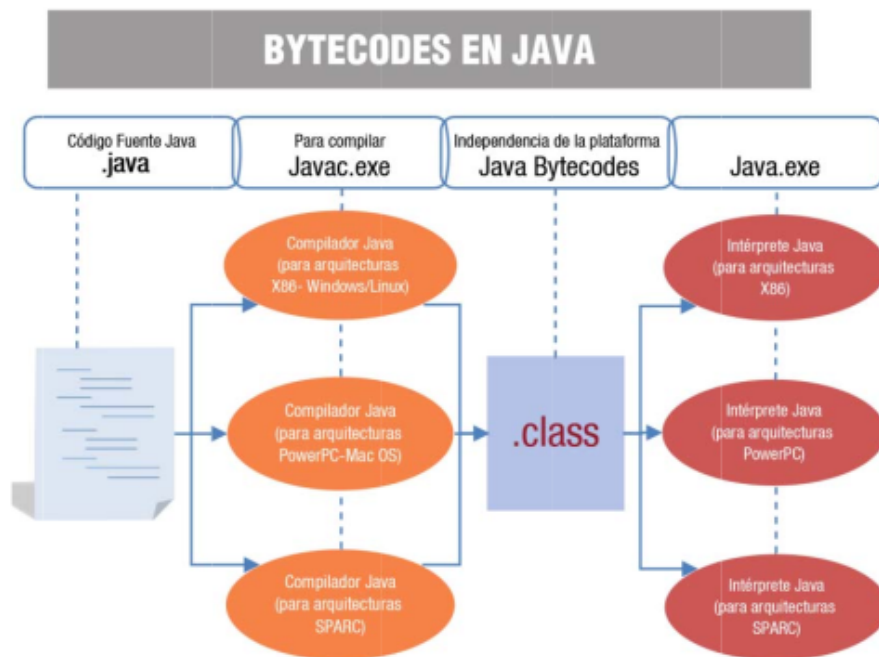 BYTECODES EN JAVA
Código Fuente Java
.java
Para compilar
Javac.exe
Independencia de la plataforma
Java Bytecodes
Java.exe
Compilador Java
(para arquitecturas
X86- Windows/Linux)
Intérprete Java
(para arquitecturas
X86)
Compilador Java
(para arquitecturas
PowerPC-Mac OS)
.class
Intérprete Java
(para arquitecturas
PowerPC)
Compilador Java
(para arquitecturas
SPARC)
Intérprete Java
(para arquitecturas
SPARC)